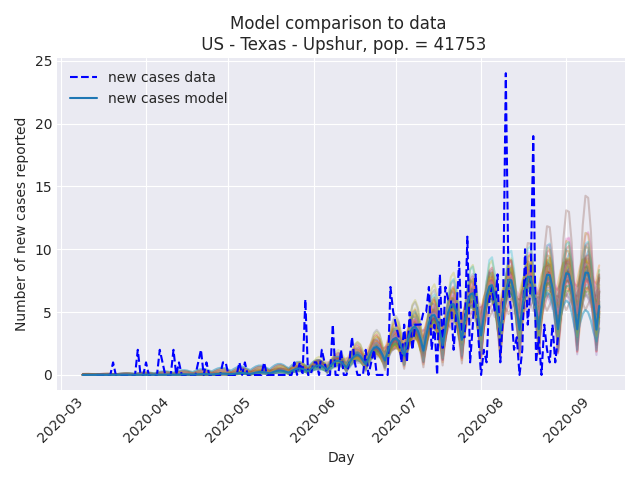 Model comparison to data
US - Texas - Upshur, pop. = 41753
new cases data
new cases model
Number of new cases reported
25
20
15
10
5
0
2020-03
2020-04
2020-05
2020-06
2020-07
2020-08
2020-09
Day